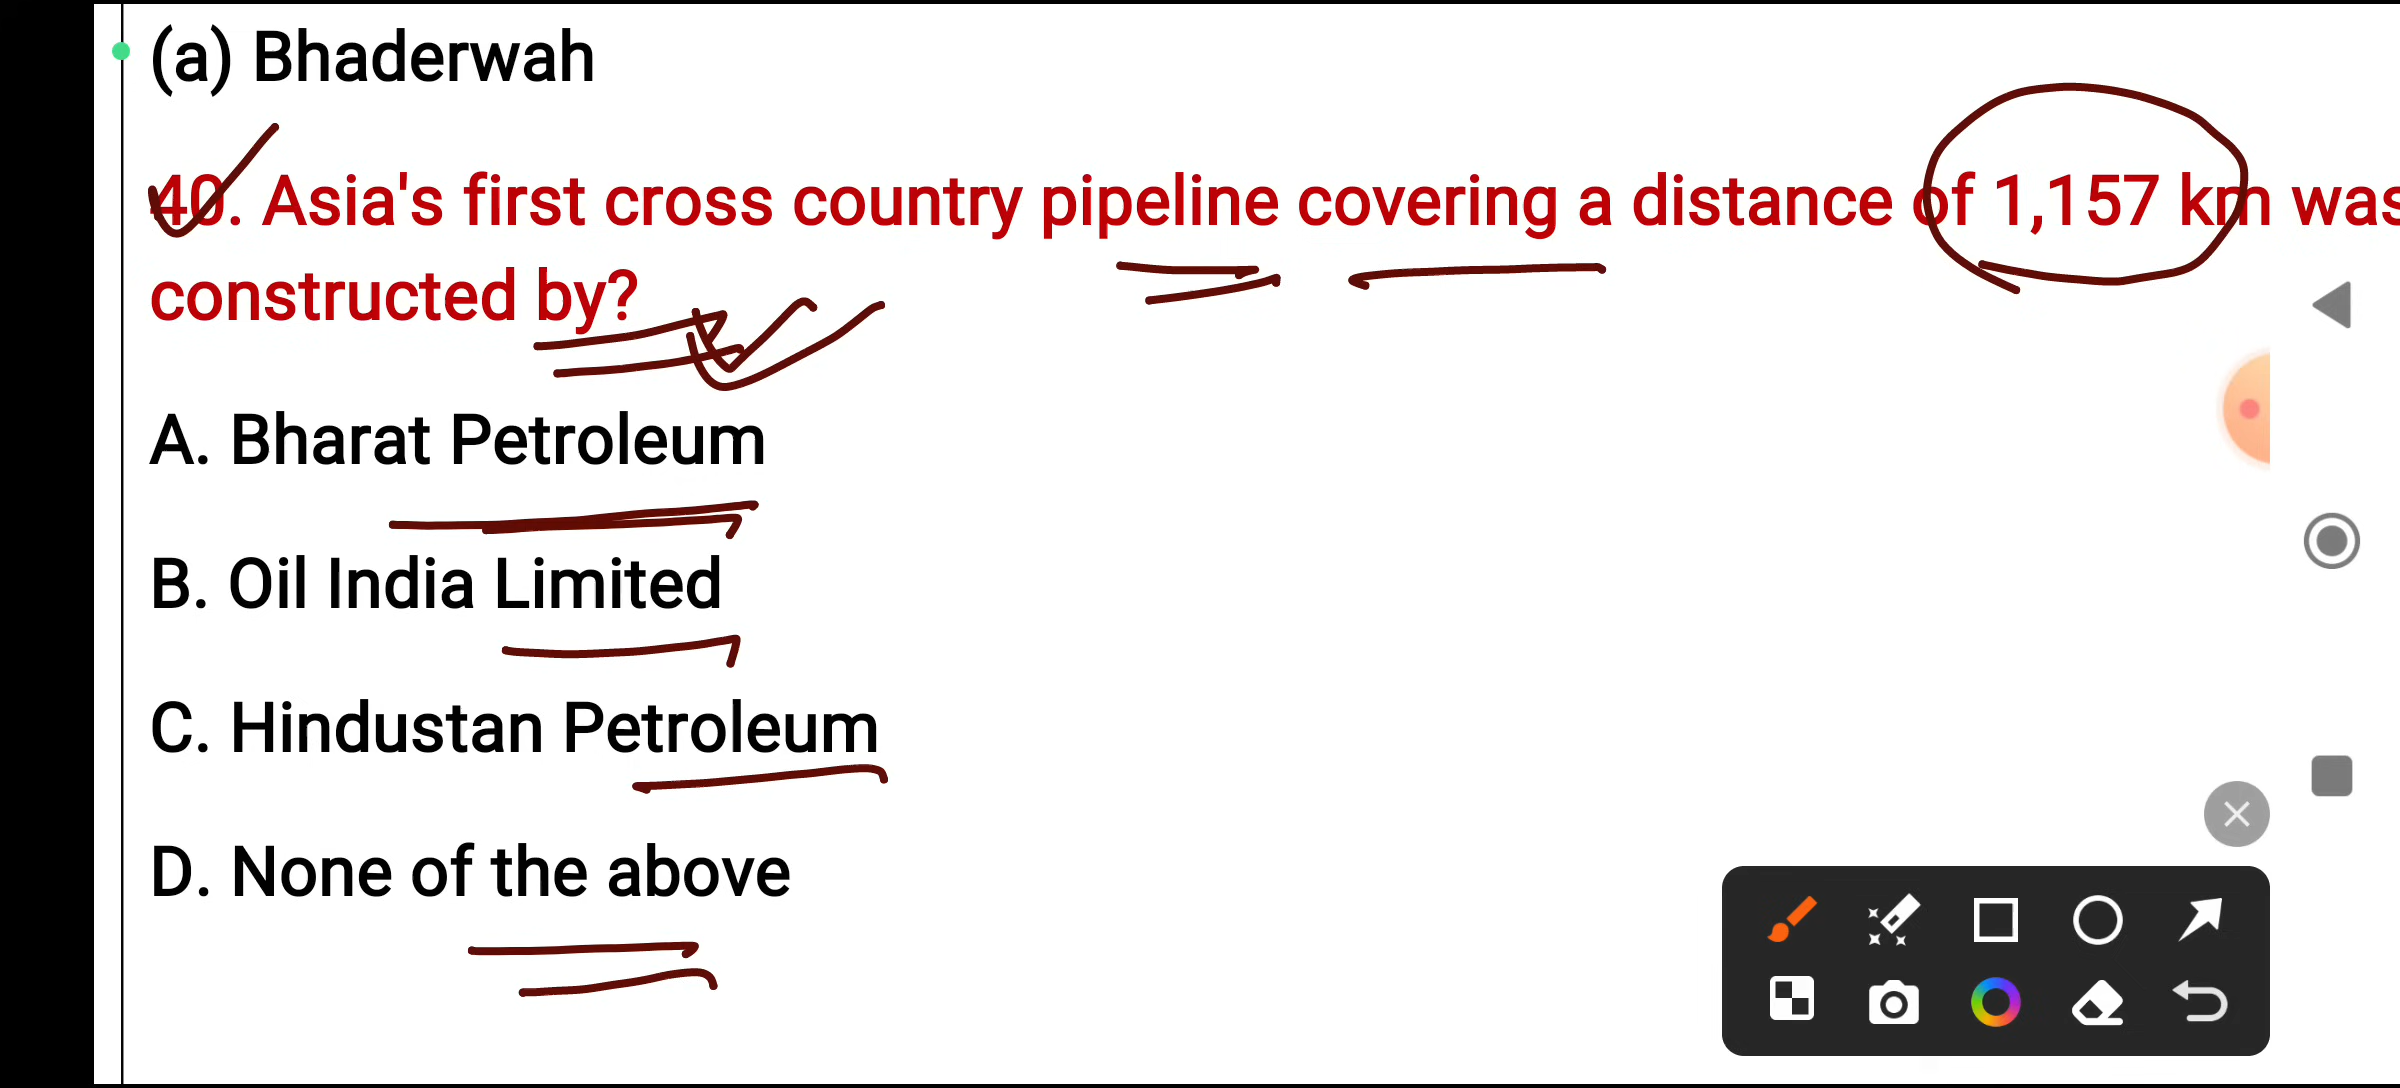 (a) Bhaderwah
40. Asia's first cross country pipeline covering a distance of 1,157 km was
constructed by?
A. Bharat Petroleum
B. Oil India Limited
C. Hindustan Petroleum
D. None of the above